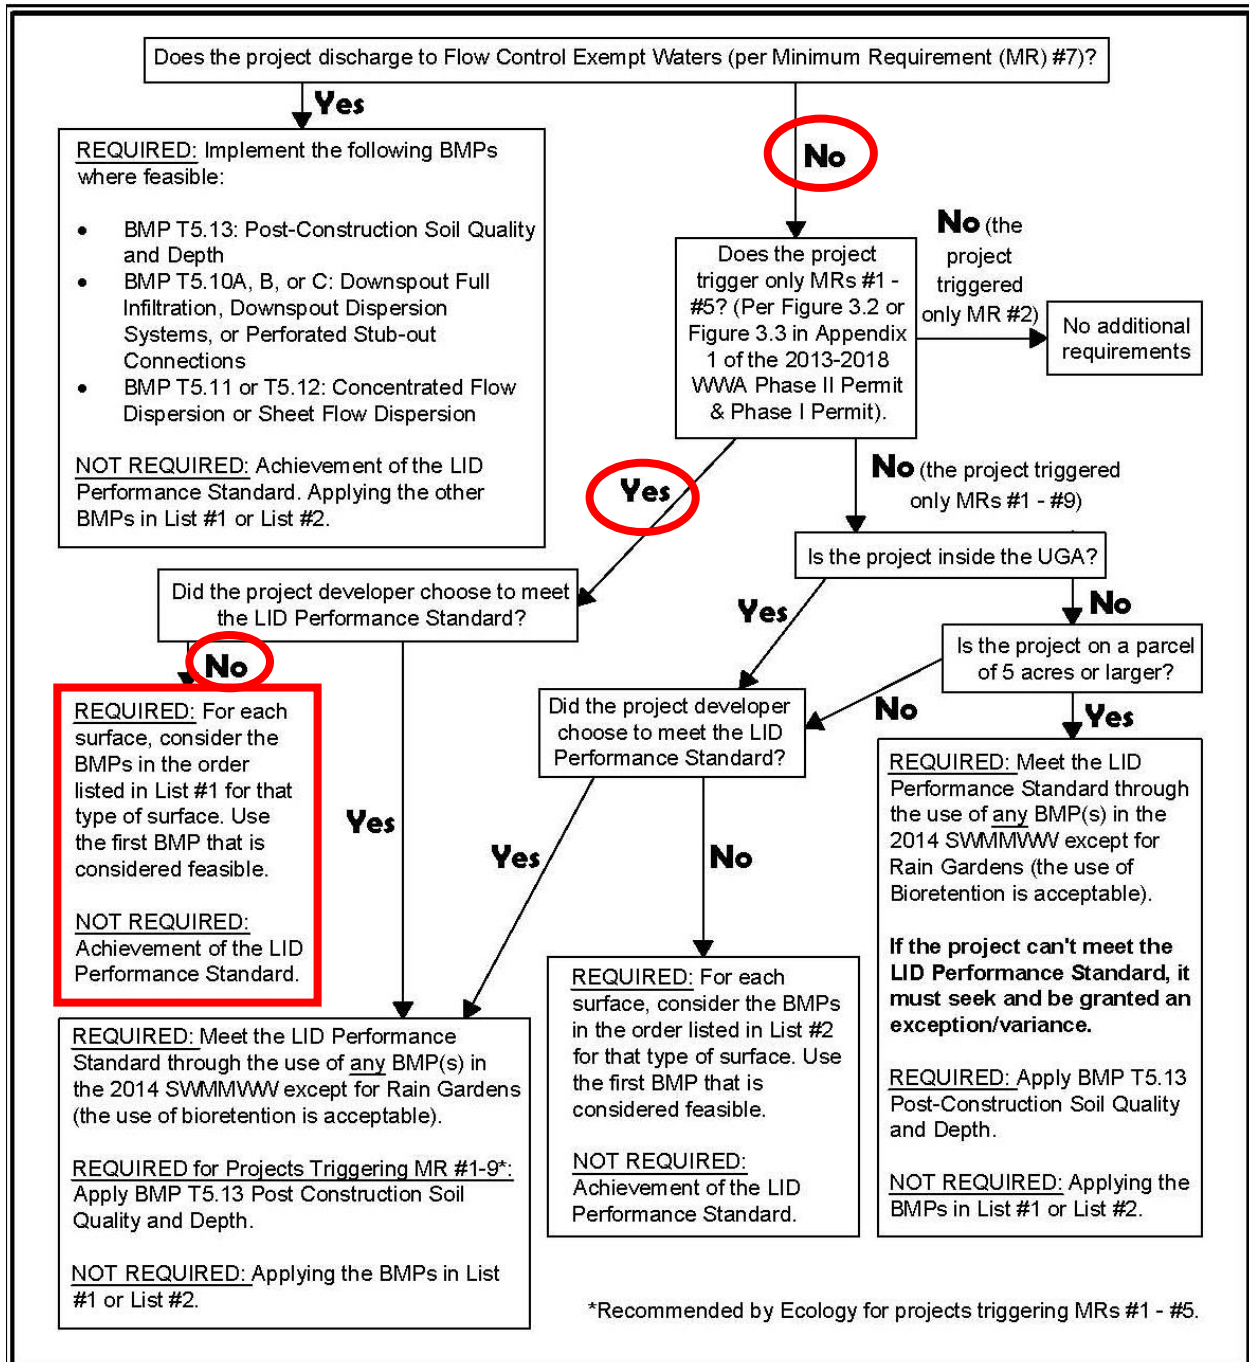 Does the project discharge to Flow Control Exempt Waters (per Minimum Requirement (MR) #7)?
Yes
No
REQUIRED: Implement the following BMPs
where feasible:
• BMP T5.13: Post-Construction Soil Quality
and Depth
• BMP T5.10A, B, or C: Downspout Full
Infiltration, Downspout Dispersion
Systems, or Perforated Stub-out
Connections
• BMP T5.11 or T5.12: Concentrated Flow
Dispersion or Sheet Flow Dispersion
NOT REQUIRED: Achievement of the LID
Performance Standard. Applying the other
BMPs in List #1 or List #2.
Does the project
trigger only MRs #1 -
#5? (Per Figure 3.2 or
Figure 3.3 in Appendix
1 of the 2013-2018
WWA Phase II Permit
& Phase I Permit).
No (the
project
triggered
only MR #2)
No additional
requirements
Yes
No (the project triggered
only MRs #1 - #9)
Is the project inside the UGA?
Did the project developer choose to meet
the LID Performance Standard?
Yes
No
Is the project on a parcel
of 5 acres or larger?
No
No
Yes
REQUIRED: For each
surface, consider the
BMPs in the order
listed in List #1 for that
type of surface. Use
the first BMP that is
considered feasible.
NOT REQUIRED:
Achievement of the LID
Performance Standard.
Did the project developer
choose to meet the LID
Performance Standard?
Yes
Yes
No
REQUIRED: Meet the LID
Performance Standard through
the use of any BMP(s) in the
2014 SWMMWW except for
Rain Gardens (the use of
Bioretention is acceptable).
If the project can't meet the
LID Performance Standard, it
must seek and be granted an
exception/variance.
REQUIRED: Apply BMP T5.13
Post-Construction Soil Quality
and Depth.
NOT REQUIRED: Applying the
BMPs in List #1 or List #2.
REQUIRED: For each
surface, consider the BMPs
in the order listed in List #2
for that type of surface. Use
the first BMP that is
considered feasible.
NOT REQUIRED:
Achievement of the LID
Performance Standard.
REQUIRED: Meet the LID Performance
Standard through the use of any BMP(s) in
the 2014 SWMMWW except for Rain Gardens
(the use of bioretention is acceptable).
REQUIRED for Projects Triggering MR #1-9*:
Apply BMP T5.13 Post Construction Soil
Quality and Depth.
NOT REQUIRED: Applying the BMPs in List
#1 or List #2.
*Recommended by Ecology for projects triggering MRs #1 - #5.